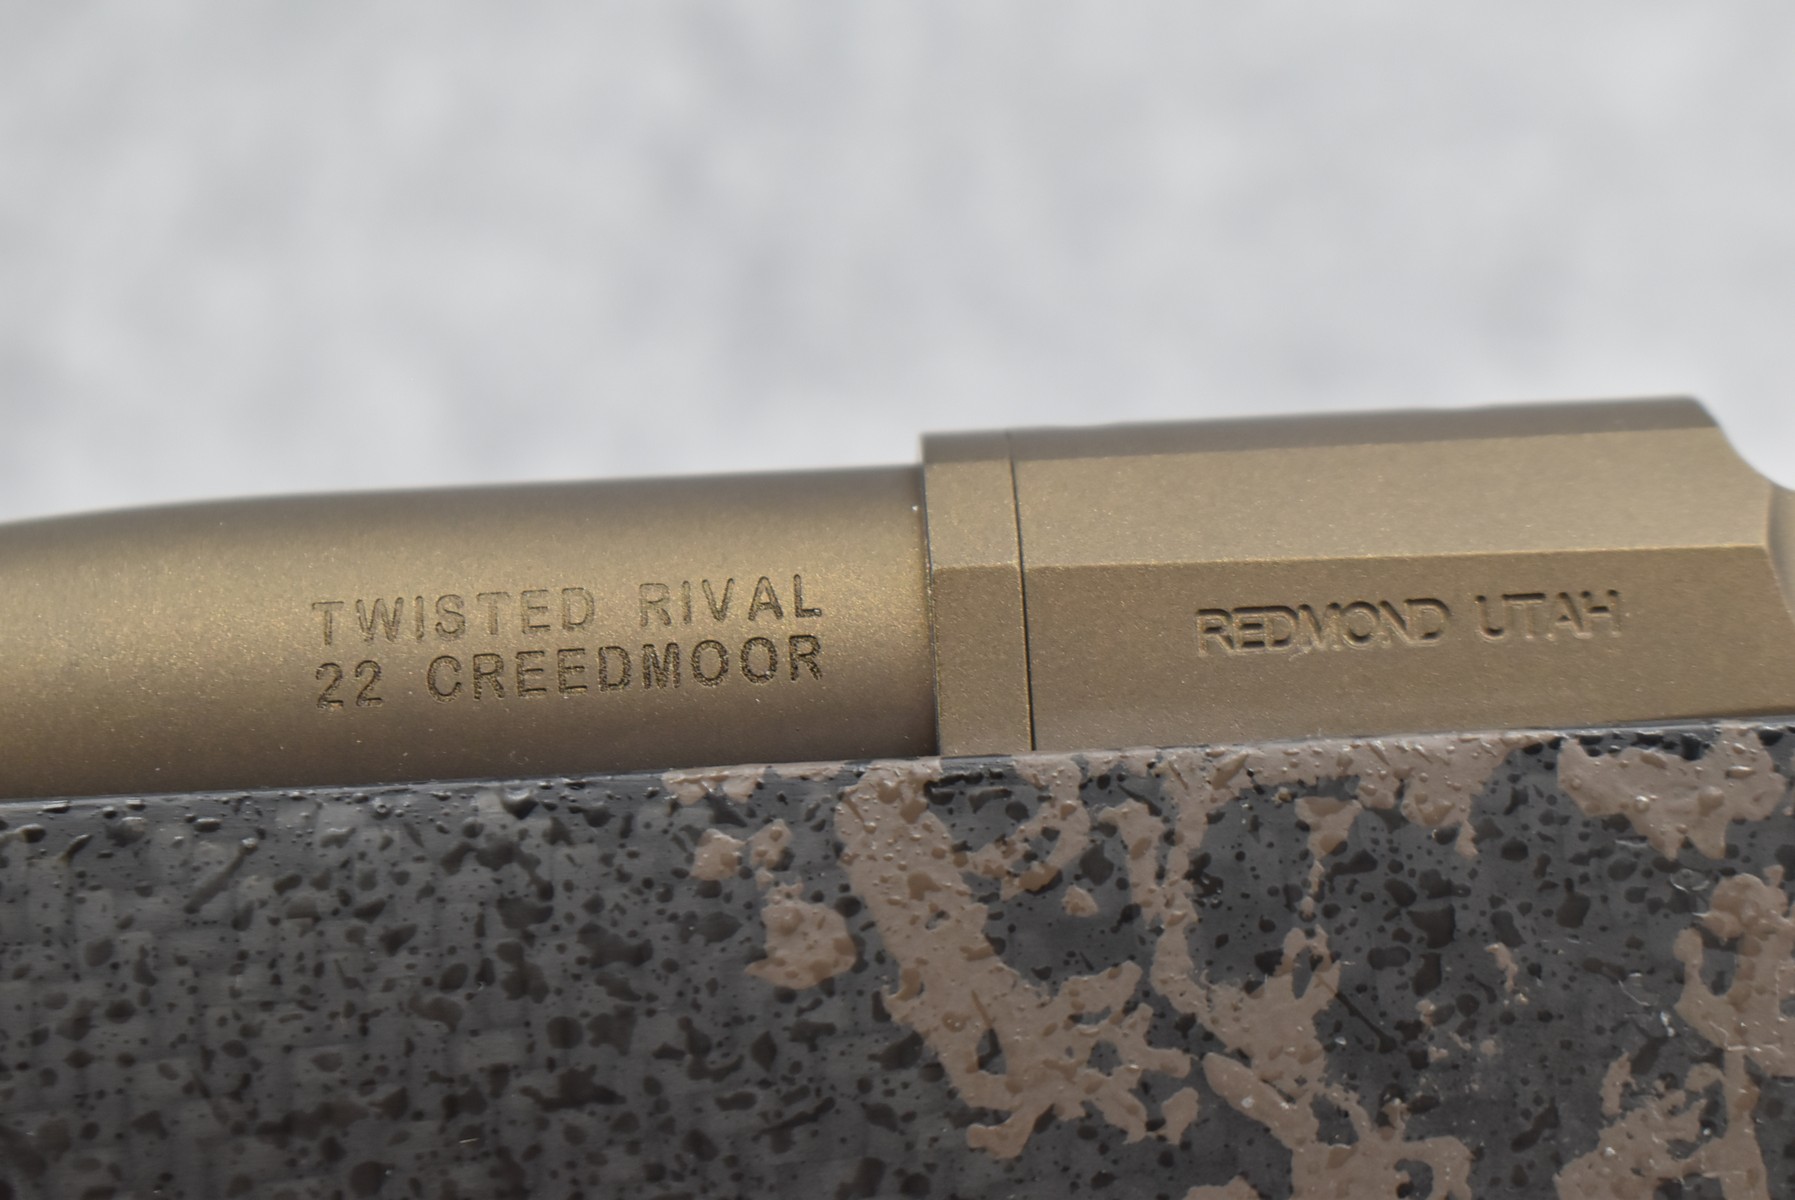 TWISTED RIVAL
22 CREEDMOOR
REDMOND UTAH